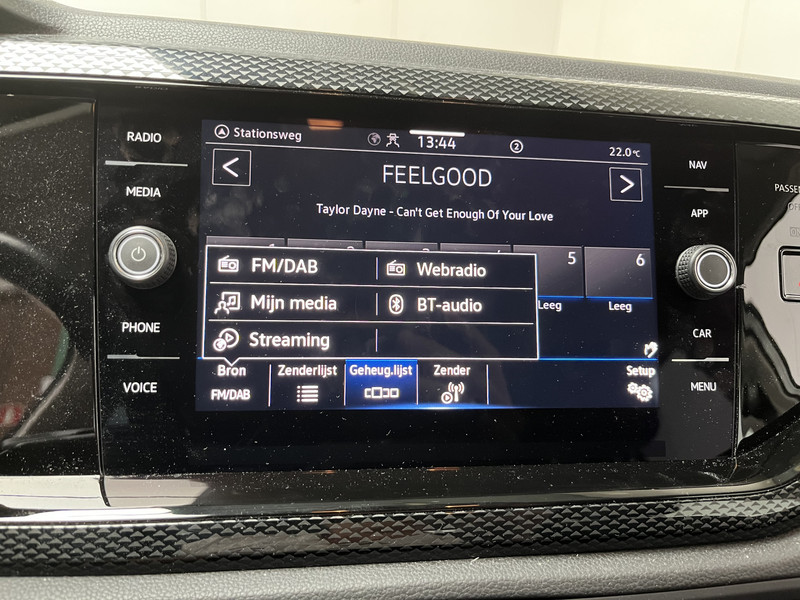 RADIO
MEDIA
PHONE
VOICE
Stationsweg
13:44
2
22.0°C
<
FEELGOOD
>
Taylor Dayne - Can't Get Enough Of Your Love
5
6
Leeg
Leeg
FM/DAB
Webradio
Mijn media
BT-audio
Streaming
Bron
FM/DAB
Zenderlijst
Geheug.lijst
Zender
Setup
NAV
APP
CAR
MENU